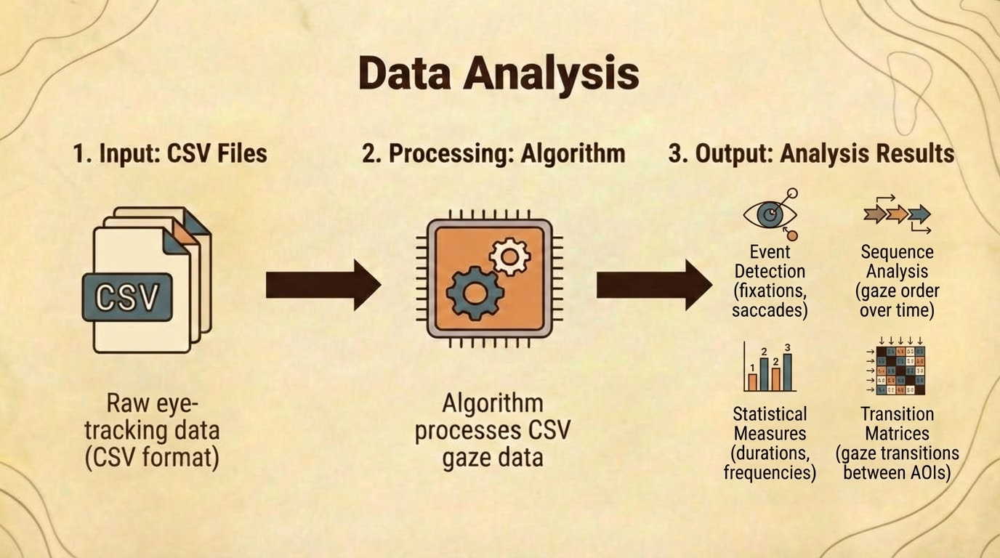 Data Analysis
1. Input: CSV Files
CSV
Raw eye-
tracking data
(CSV format)
2. Processing: Algorithm
Algorithm
processes CSV
gaze data
3. Output: Analysis Results
Event
Detection
(fixations,
saccades)
Sequence
Analysis
(gaze order
over time)
1 2 2 3
Statistical
Measures
(durations,
frequencies)
Transition
Matrices
(gaze transitions
between AOIs)